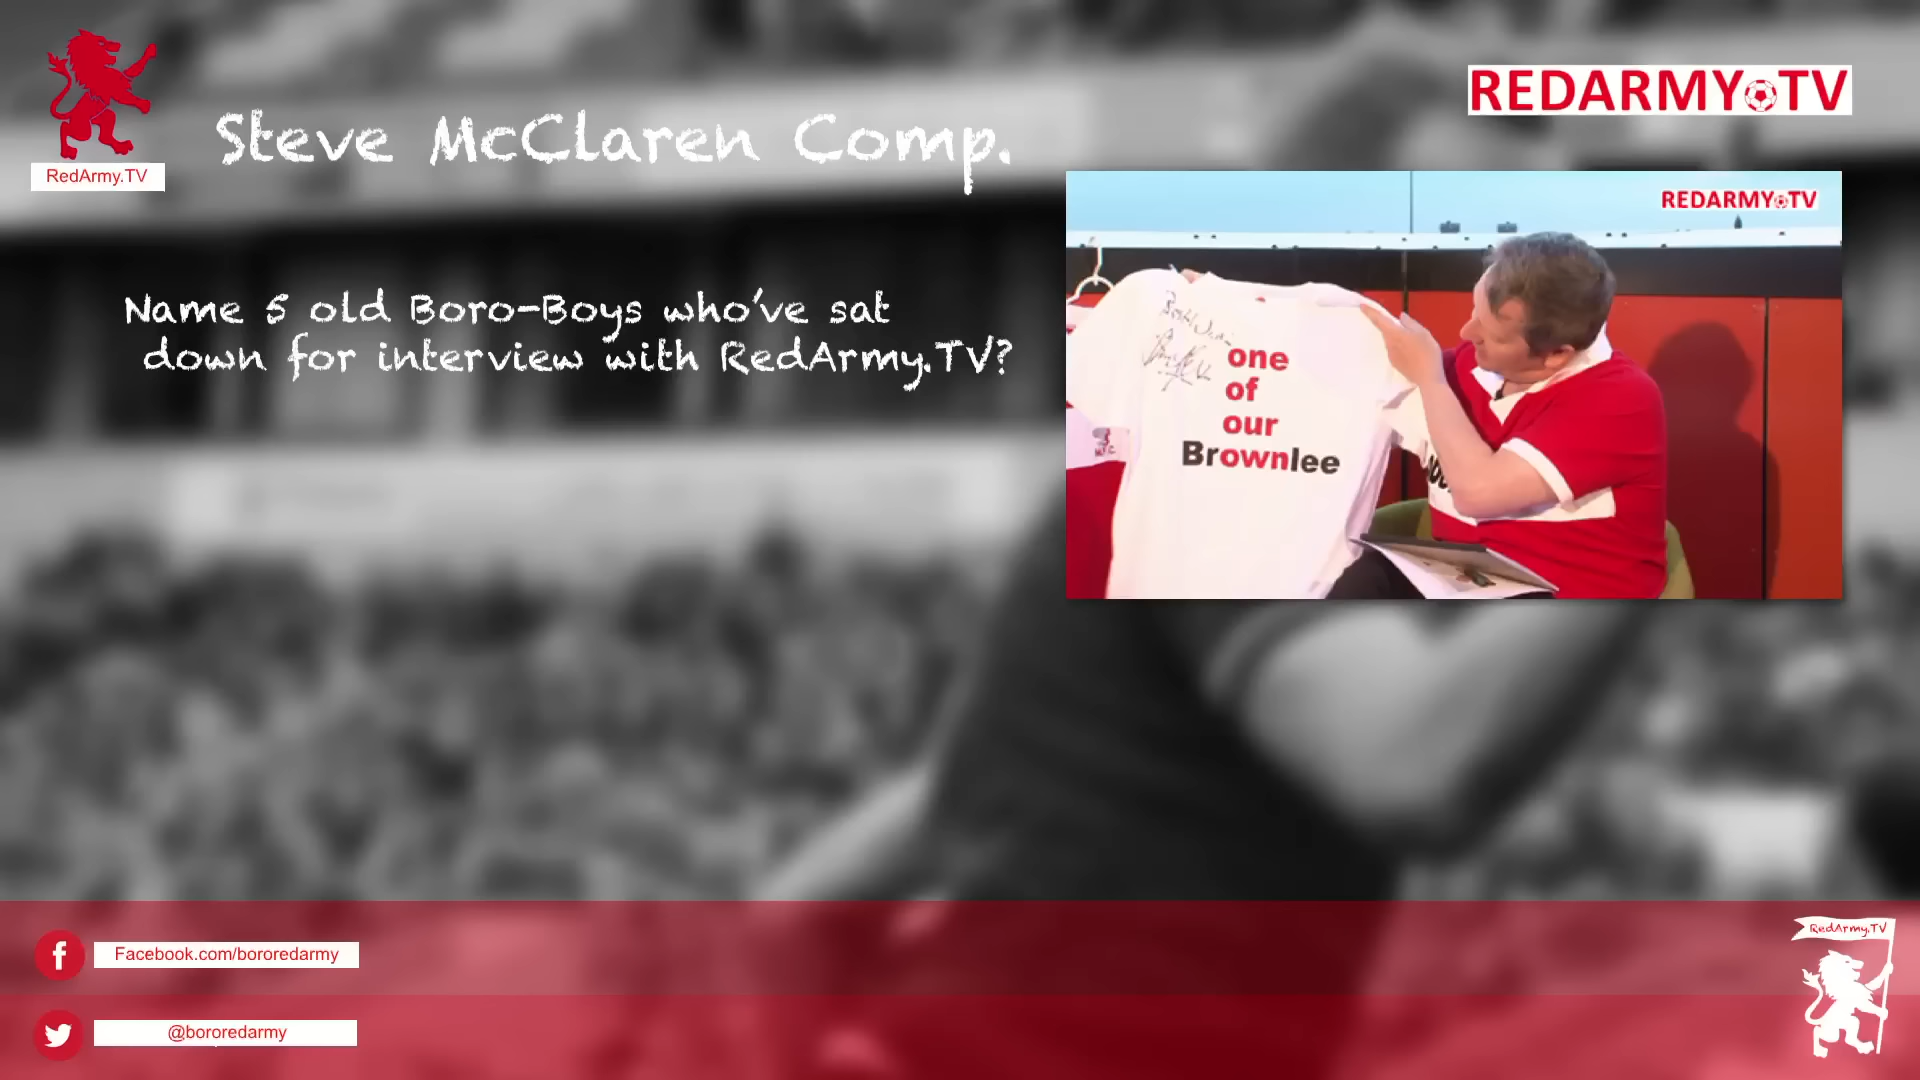 REDARMY TV
Steve McClaren Comp.
RedArmy.TV
REDARMY TV
Name 5 old Boro-Boys who've sat
down for interview with RedArmy.TV?
one
of
our
Brownlee
RedArmy.TV
Facebook.com/bororedarmy
@bororedarmy